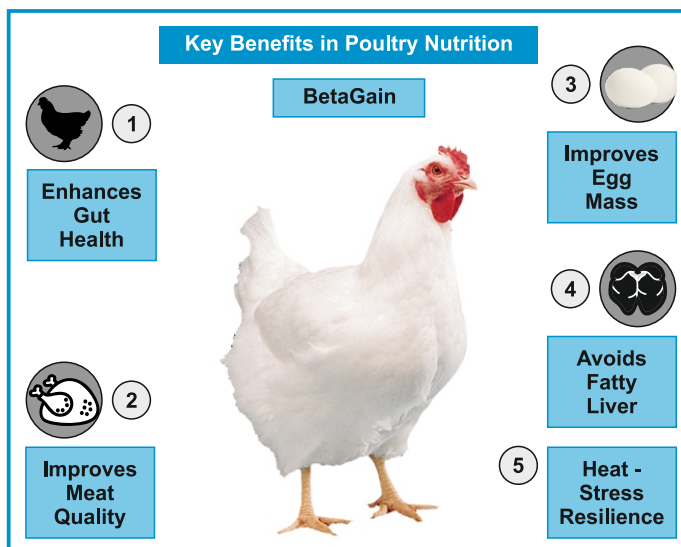 Key Benefits in Poultry Nutrition
BetaGain
1
Enhances
Gut
Health
2
Improves
Meat
Quality
3
Improves
Egg
Mass
4
Avoids
Fatty
Liver
5
Heat -
Stress
Resilience